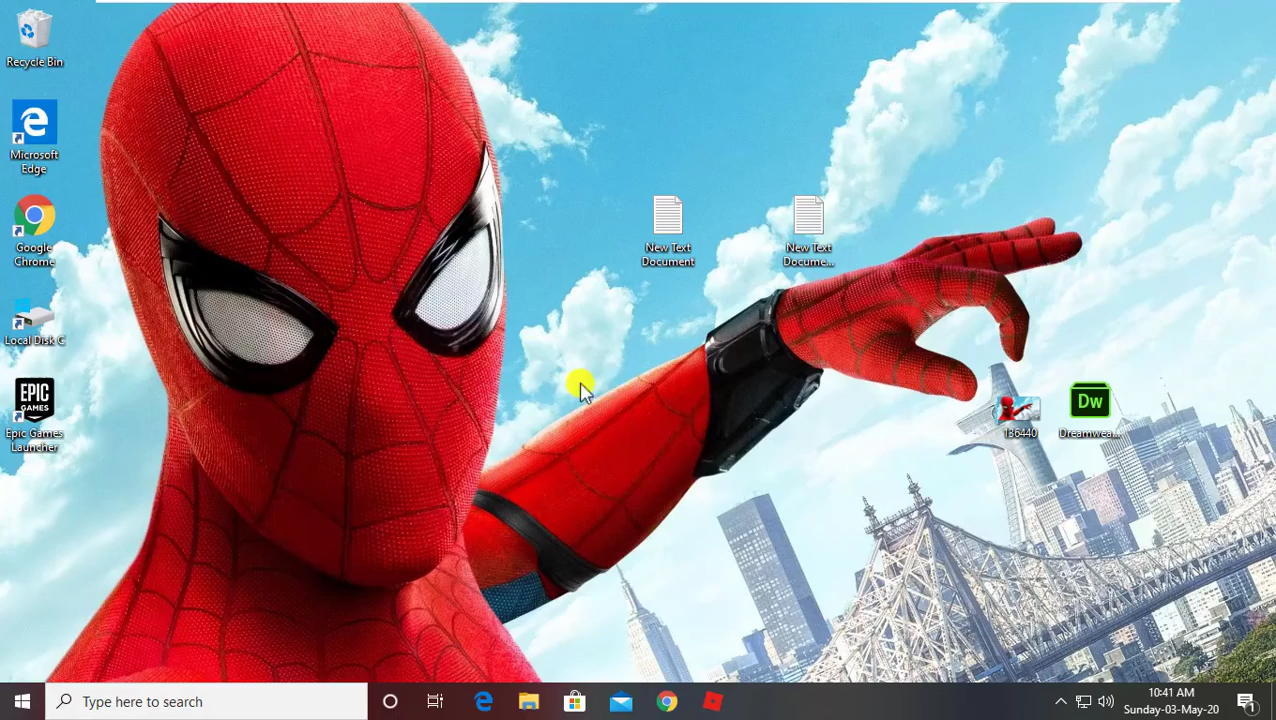 Recycle Bin
Microsoft
Edge
Google
Chrome
Local Disk C
EPIC
GAMES
Epic Games
Launcher
New Text
Document
New Text
Docume...
136440
Dw
Dreamwea...
Type here to search
10:41 AM
Sunday-03-May-20
1